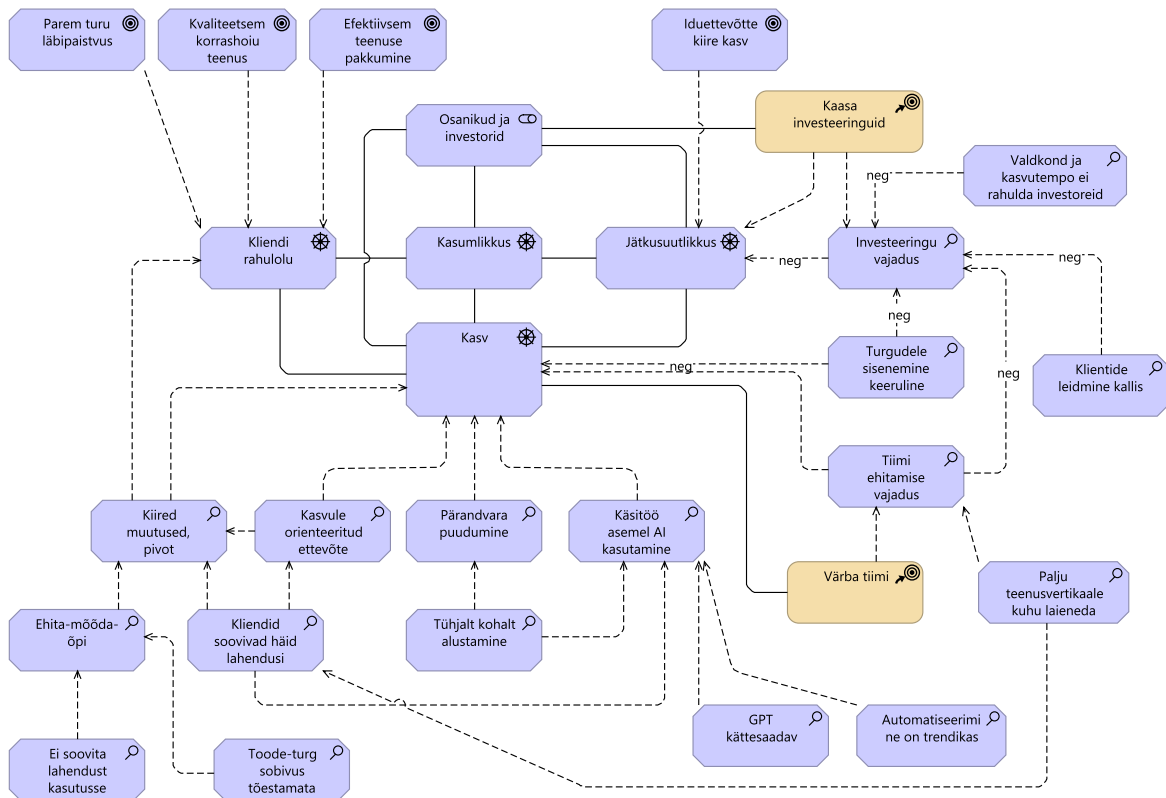 Parem turu
läbipaistvus
Kvaliteetsem
korrashoiu
teenus
Efektiivsem
teenuse
pakkumine
Iduettevõtte
kiire kasv
Osanikud ja
investorid
Kaasa
investeeringuid
Valdkond ja
kasvutempo ei
rahulda investoreid
neg
Kliendi
rahulolu
Kasumlikkus
Jätkusuutlikkus
Investeeringu
vajadus
neg
neg
neg
Kasv
Turgudele
sisenemine
keeruline
neg
neg
Klientide
leidmine kallis
Tiimi
ehitamise
vajadus
Kiired
muutused,
pivot
Kasvule
orienteeritud
ettevõte
Pärandvara
puudumine
Käsitöö
asemel AI
kasutamine
Värba tiimi
Palju
teenusvertikaale
kuhu laieneda
Ehita-mõõda-
õpi
Kliendid
soovivad häid
lahendusi
Tühjalt kohalt
alustamine
GPT
kättesaadav
Automatiseerimi
ne on trendikas
Ei soovita
lahendust
kasutusse
Toode-turg
sobivus
tõestamata